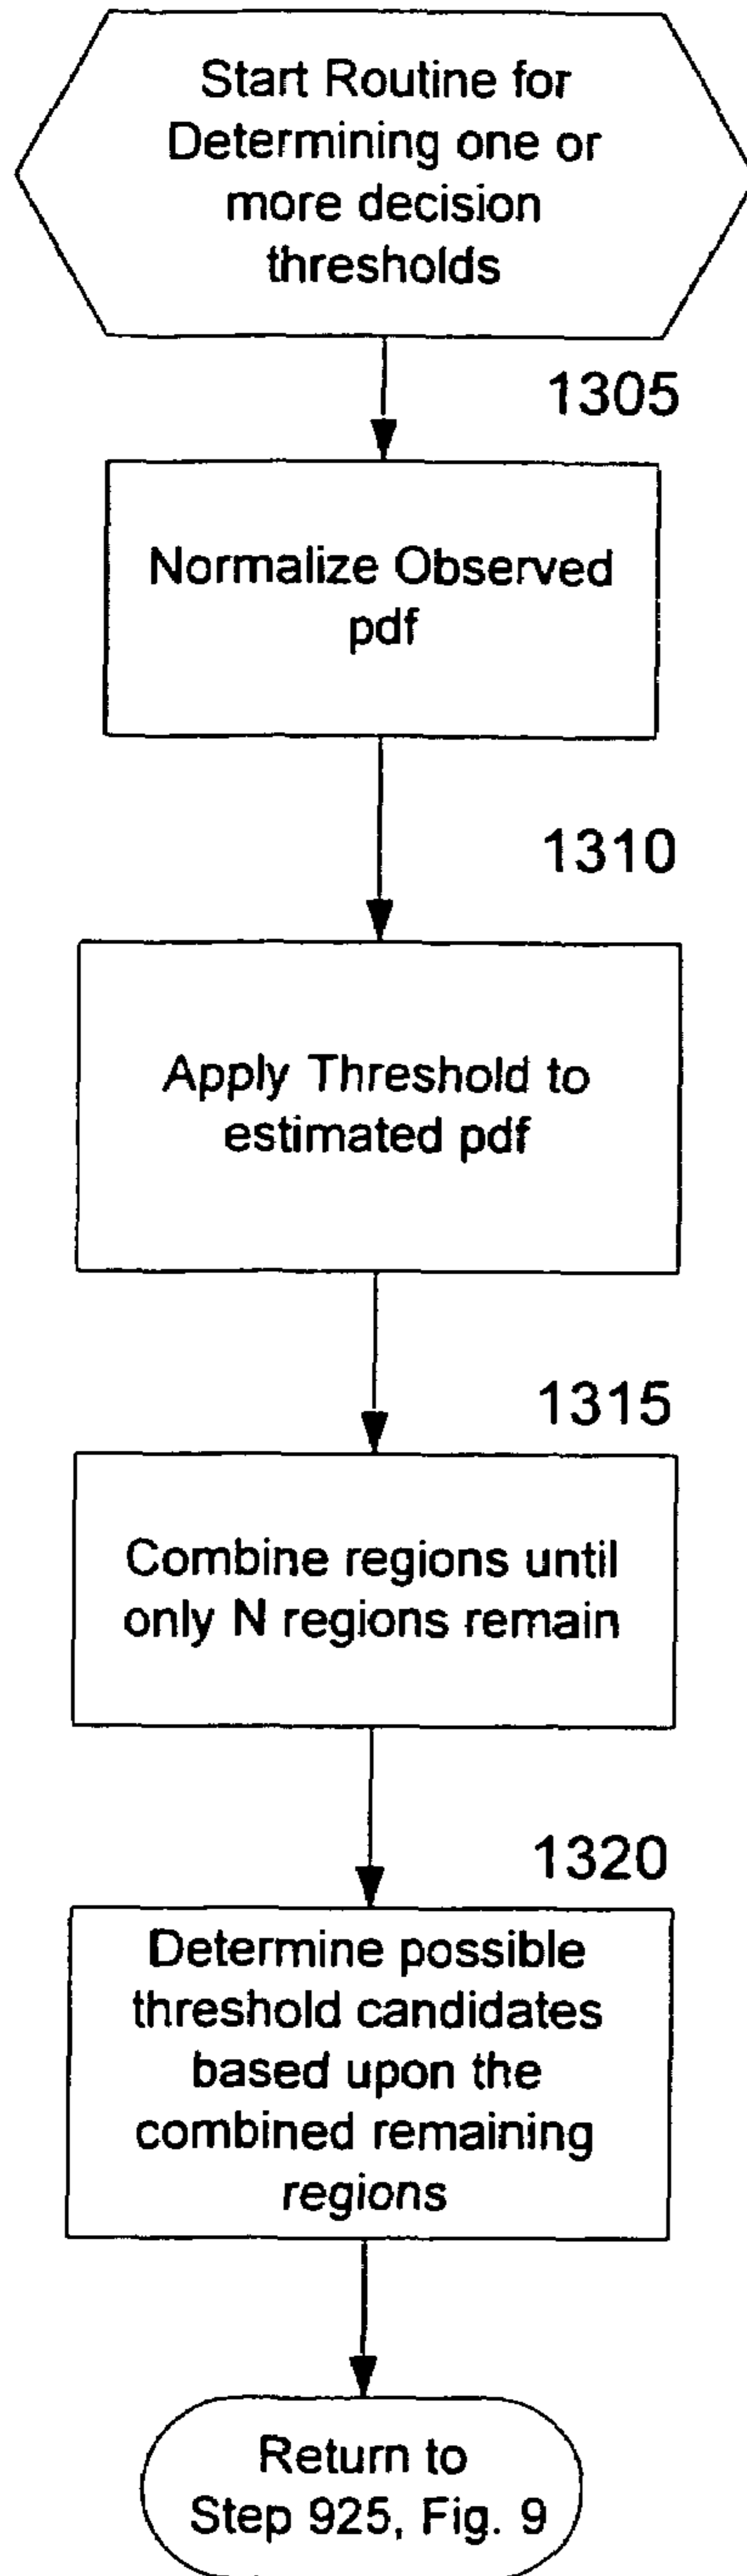 Start Routine for
Determining one or
more decision
thresholds
1305
Normalize Observed
pdf
1310
Apply Threshold to
estimated pdf
1315
Combine regions until
only N regions remain
1320
Determine possible
threshold candidates
based upon the
combined remaining
regions
Return to
Step 925, Fig. 9